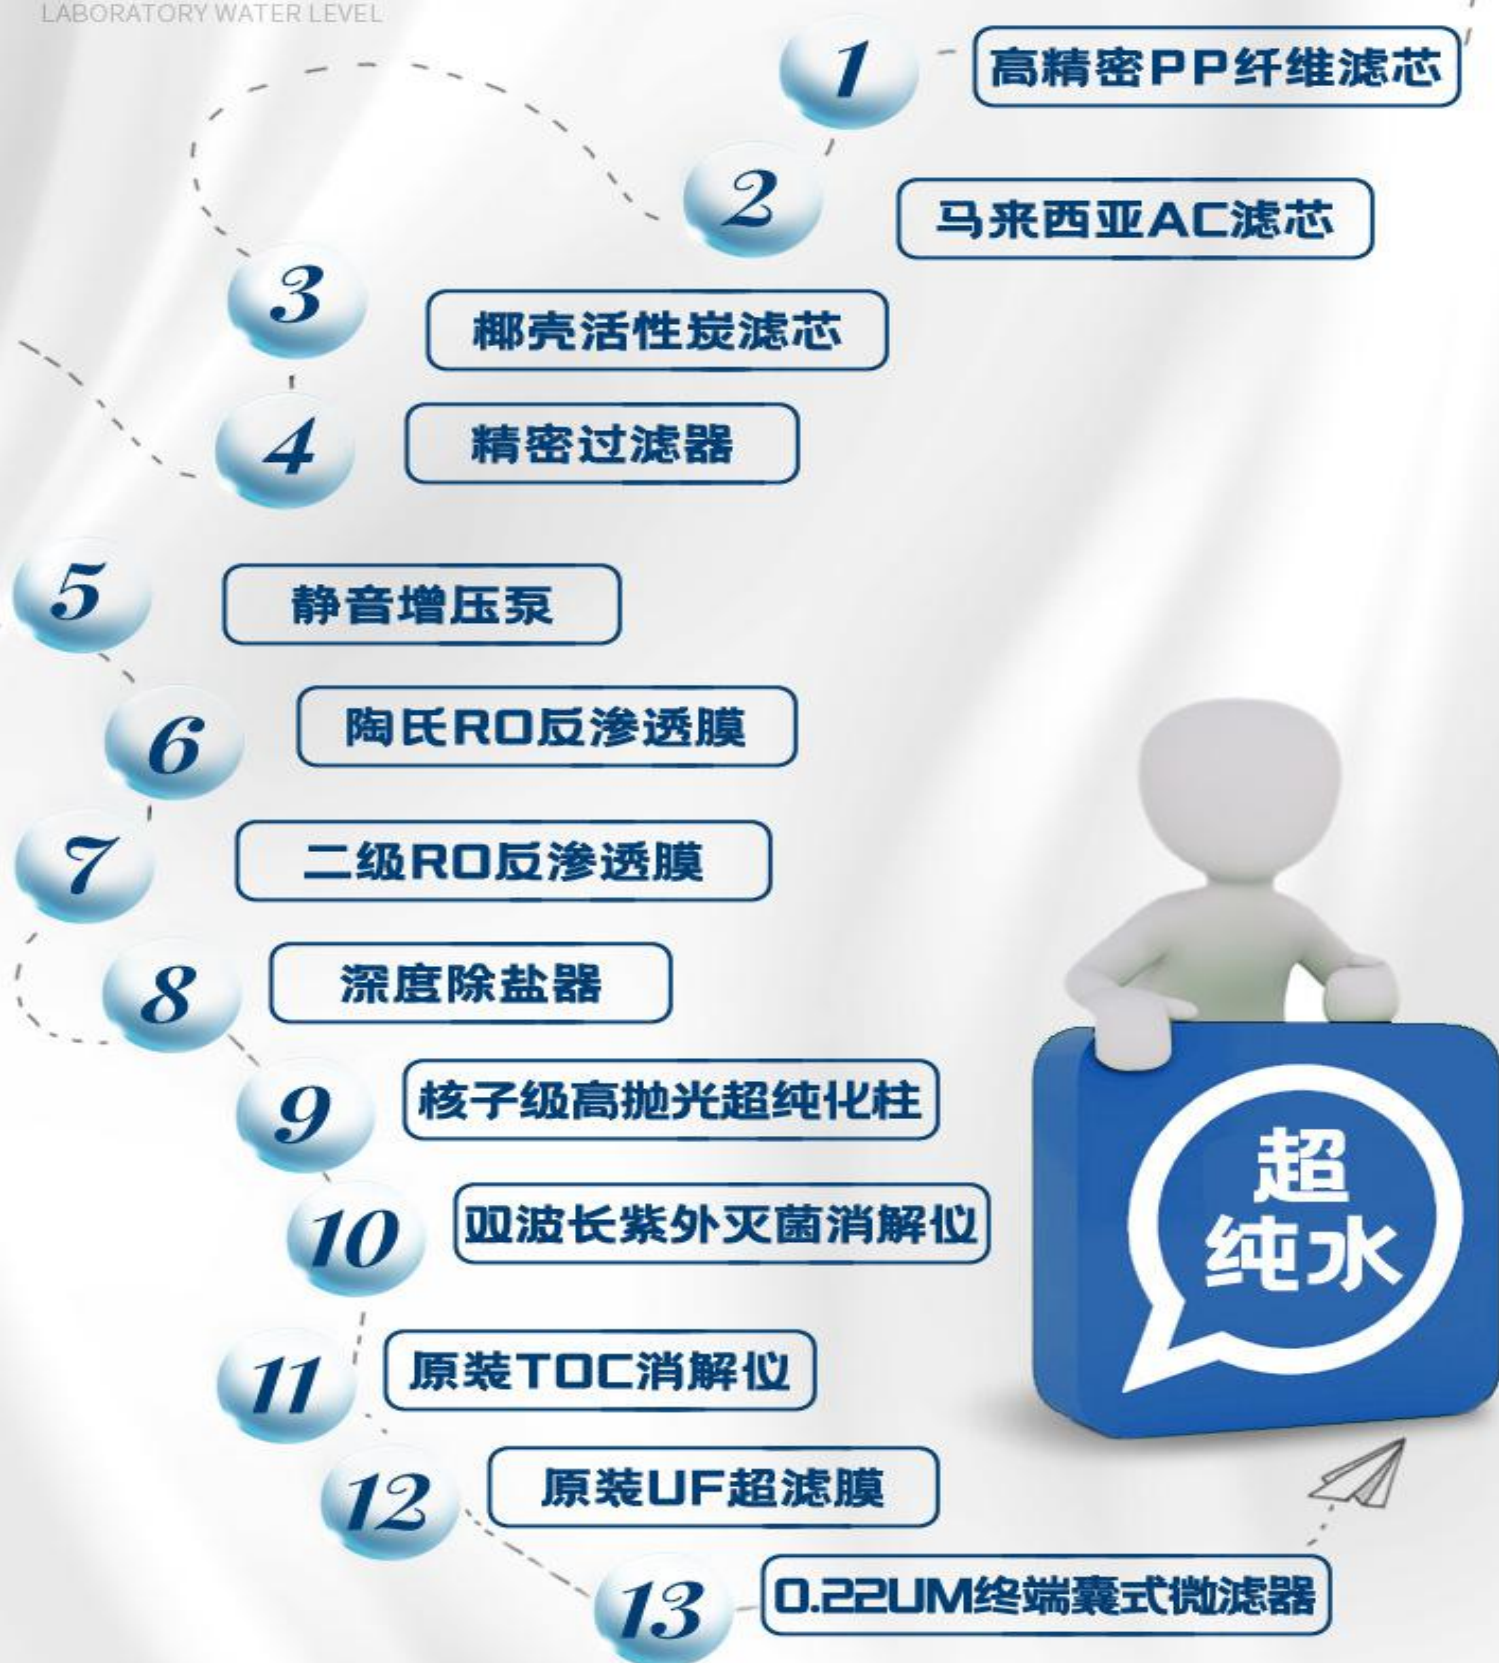 LABORATORY WATER LEVEL
1 高精密PP纤维滤芯
2 马来西亚AC滤芯
3 椰壳活性炭滤芯
4 精密过滤器
5 静音增压泵
6 陶氏RO反渗透膜
7 二级RO反渗透膜
8 深度除盐器
9 核子级高抛光超纯化柱
10 双波长紫外灭菌消解仪
11 原装TOC消解仪
12 原装UF超滤膜
13 0.22UM终端囊式微滤器
超
纯水